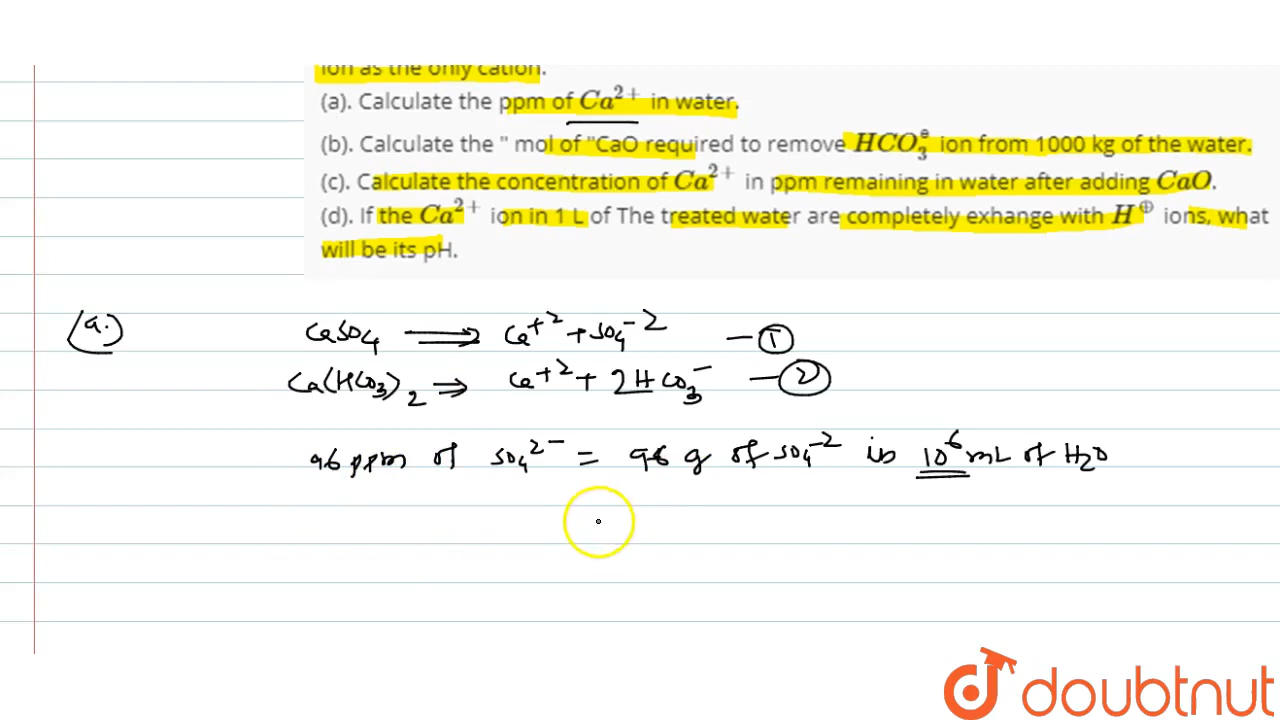 ion as the only cation.
(a). Calculate the ppm of Ca²⁺ in water.
(b). Calculate the " mol of "CaO required to remove HCO₃^⊖ ion from 1000 kg of the water.
(c). Calculate the concentration of Ca²⁺ in ppm remaining in water after adding CaO.
(d). If the Ca²⁺ ion in 1 L of The treated water are completely exhange with H^⊕ ions, what
will be its pH.
(a.) CaSO₄ ⇌ Ca⁺² + SO₄⁻² — ①
Ca(HCO₃)₂ ⇒ Ca⁺² + 2HCO₃⁻ — ②
96 ppm of SO₄²⁻ = 96 g of SO₄⁻² in 10⁶ mL of H₂O
doubtnut